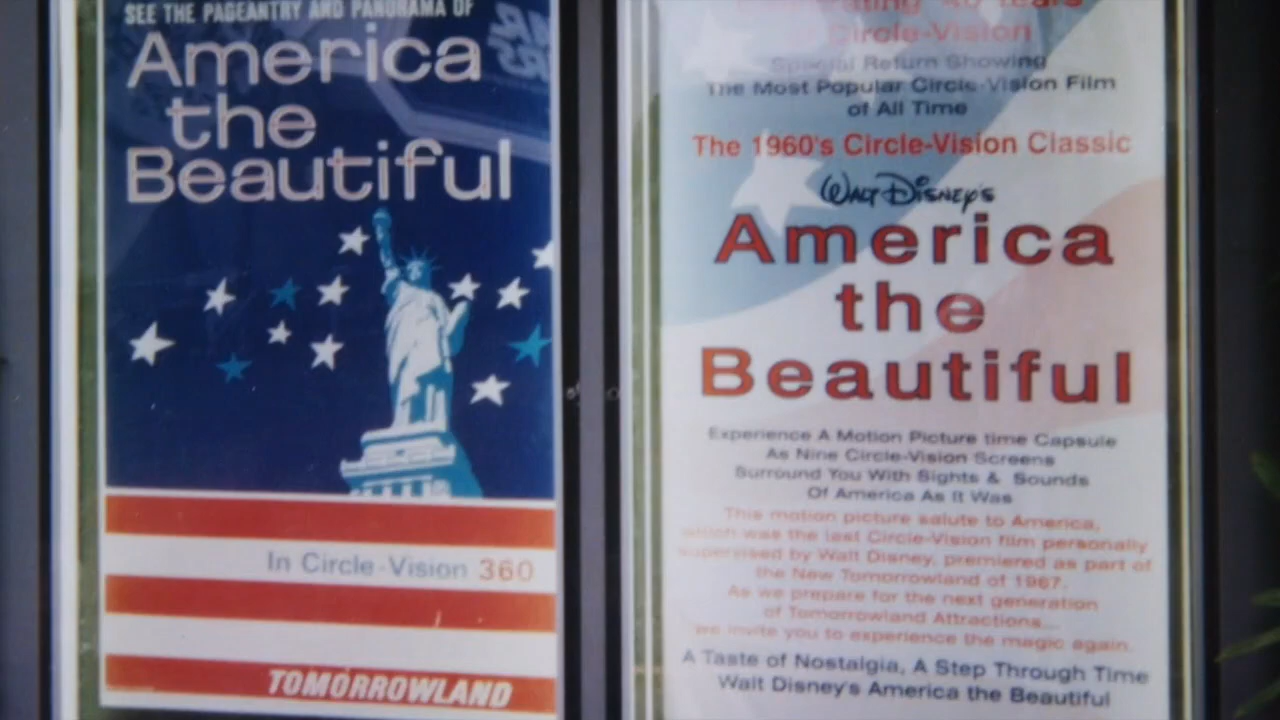 SEE THE PAGEANTRY AND PANORAMA OF
America
the
Beautiful
In Circle-Vision 360
TOMORROWLAND
40 Years
Circle-Vision
Special Return Showing
The Most Popular Circle-Vision Film
of All Time
The 1960's Circle-Vision Classic
Walt Disney's
America
the
Beautiful
Experience A Motion Picture time Capsule
As Nine Circle-Vision Screens
Surround You With Sights & Sounds
Of America As It Was
This motion picture salute to America,
which was the last Circle-Vision film personally
supervised by Walt Disney, premiered as part of
the New Tomorrowland of 1967.
As we prepare for the next generation
of Tomorrowland Attractions...
we invite you to experience the magic again.
A Taste of Nostalgia, A Step Through Time
Walt Disney's America the Beautiful